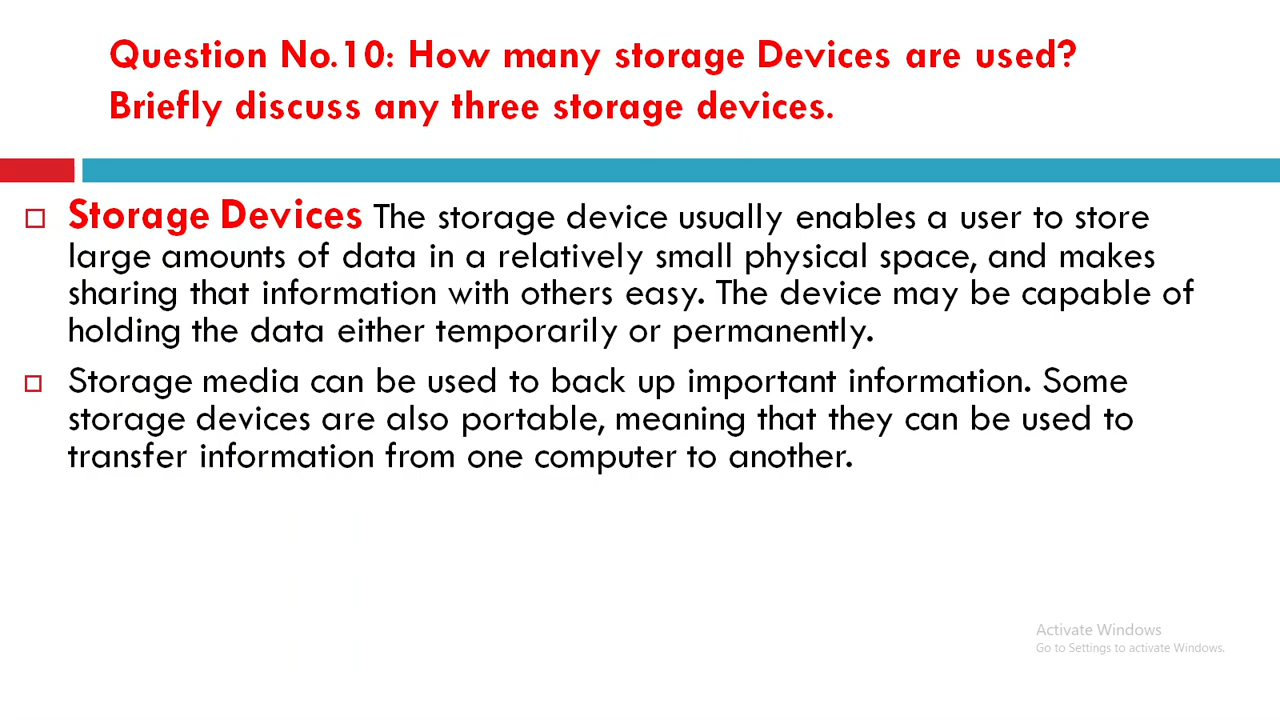 Question No.10: How many storage Devices are used?
Briefly discuss any three storage devices.
Storage Devices The storage device usually enables a user to store
large amounts of data in a relatively small physical space, and makes
sharing that information with others easy. The device may be capable of
holding the data either temporarily or permanently.
Storage media can be used to back up important information. Some
storage devices are also portable, meaning that they can be used to
transfer information from one computer to another.
Activate Windows
Go to Settings to activate Windows.